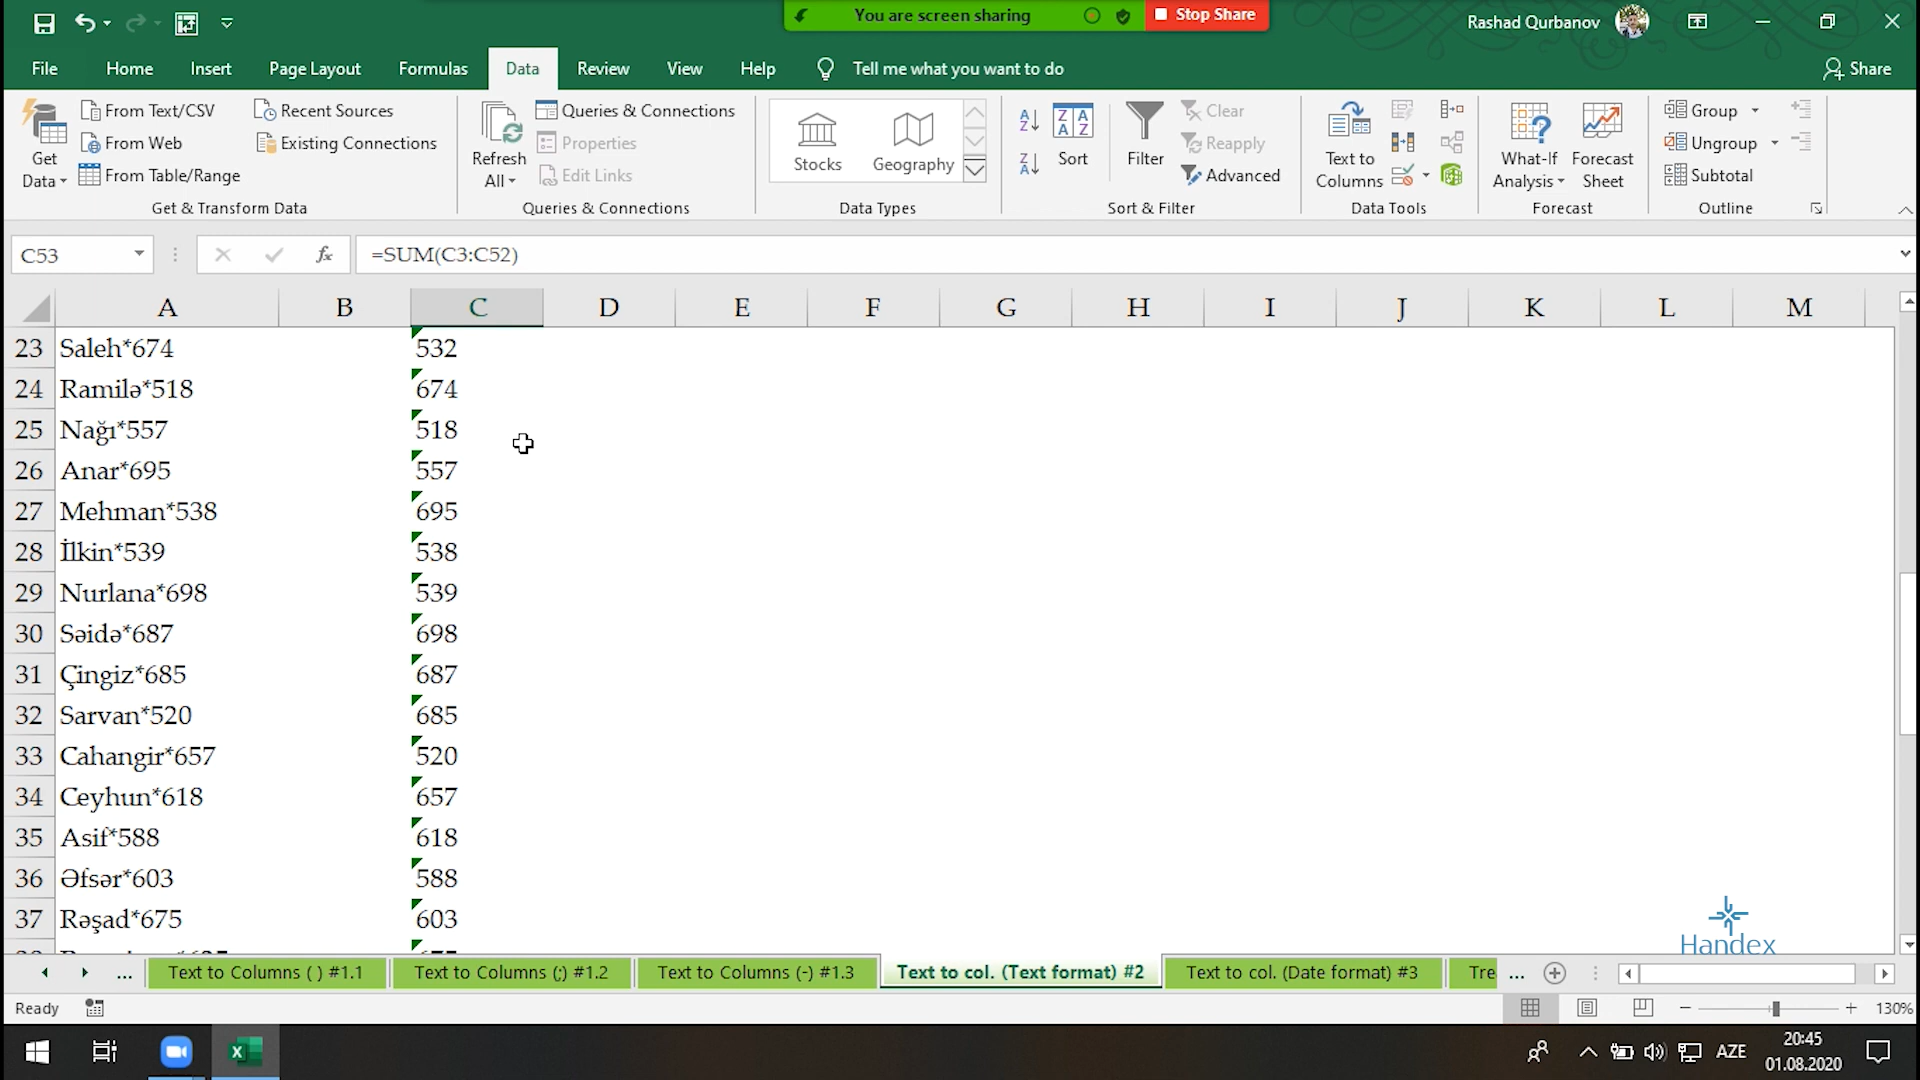 You are screen sharing
Stop Share
Rashad Qurbanov
File Home Insert Page Layout Formulas Data Review View Help Tell me what you want to do Share
Get Data
From Text/CSV
From Web
From Table/Range
Recent Sources
Existing Connections
Get & Transform Data
Refresh All
Queries & Connections
Properties
Edit Links
Queries & Connections
Stocks
Geography
Data Types
Sort
Filter
Clear
Reapply
Advanced
Sort & Filter
Text to Columns
Data Tools
What-If Analysis
Forecast Sheet
Forecast
Group
Ungroup
Subtotal
Outline
C53
fx
=SUM(C3:C52)
A B C D E F G H I J K L M
23 Saleh*674 532
24 Ramilə*518 674
25 Nağı*557 518
26 Anar*695 557
27 Mehman*538 695
28 İlkin*539 538
29 Nurlana*698 539
30 Səidə*687 698
31 Çingiz*685 687
32 Sarvan*520 685
33 Cahangir*657 520
34 Ceyhun*618 657
35 Asif*588 618
36 Əfsər*603 588
37 Rəşad*675 603
Handex
... Text to Columns ( ) #1.1 Text to Columns (;) #1.2 Text to Columns (-) #1.3 Text to col. (Text format) #2 Text to col. (Date format) #3 Tre ...
Ready
130%
AZE
20:45
01.08.2020